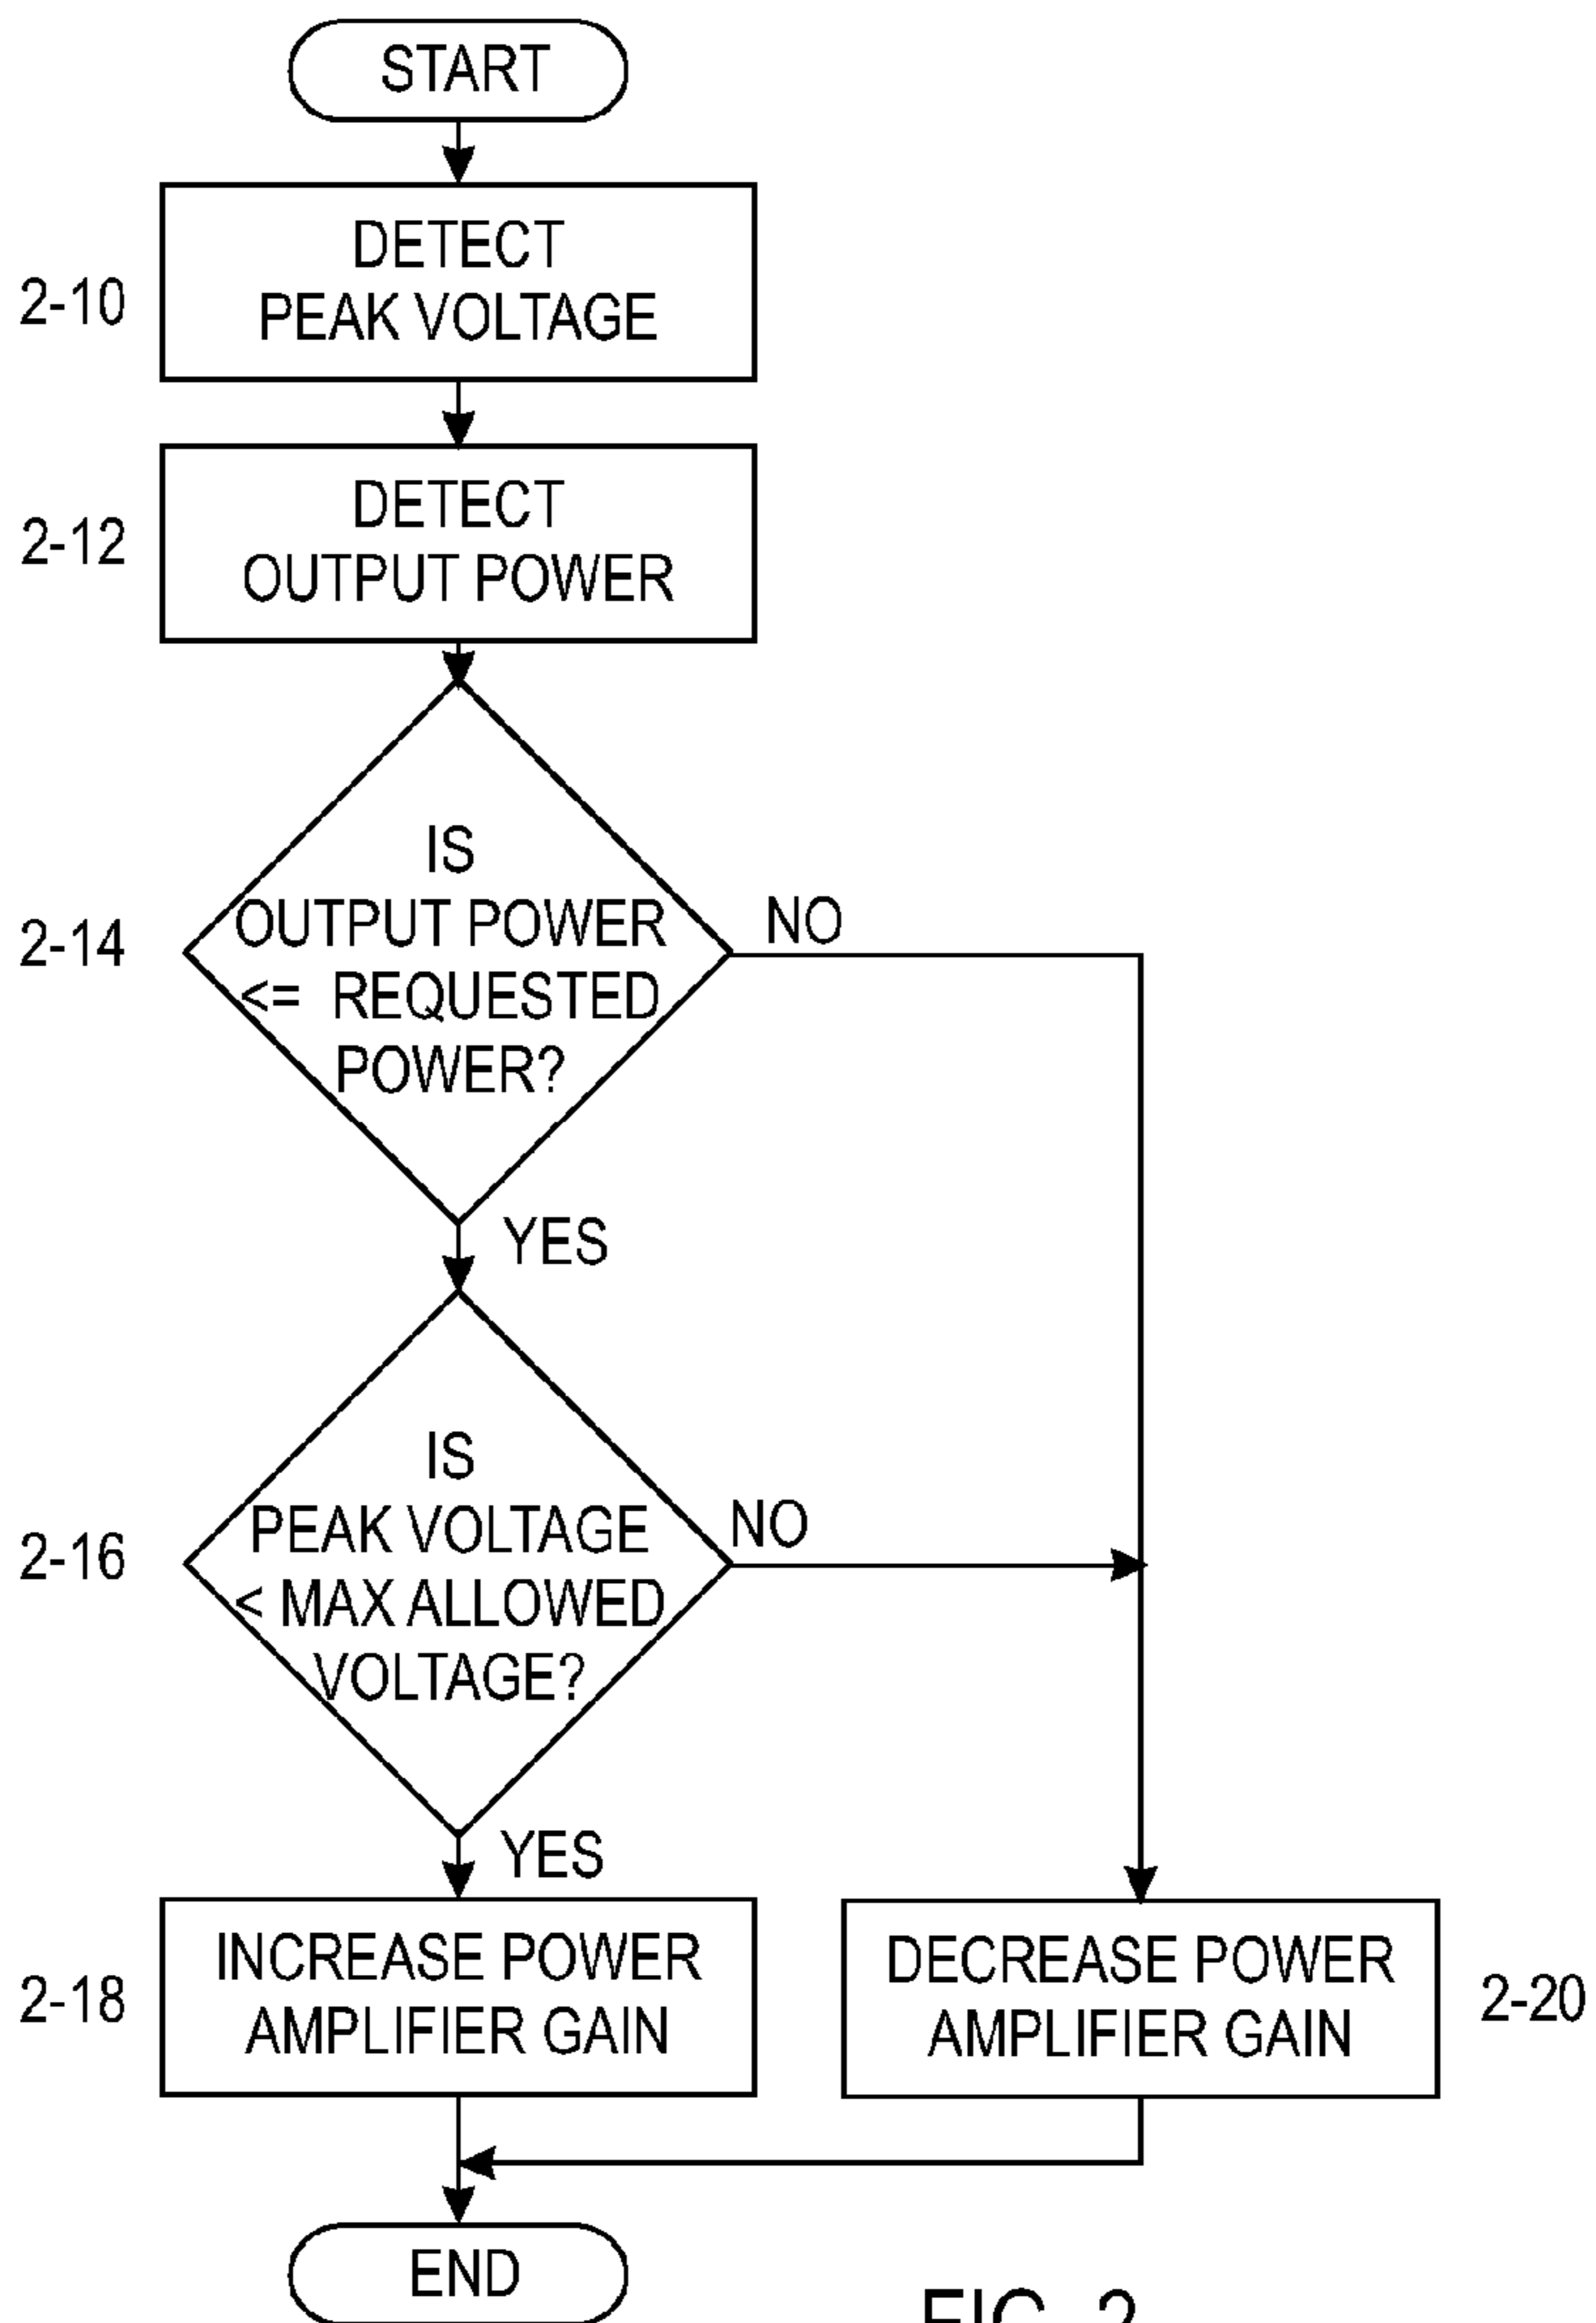 START
DETECT
PEAK VOLTAGE
2-10
DETECT
OUTPUT POWER
2-12
IS
OUTPUT POWER
<= REQUESTED
POWER?
2-14
NO
YES
IS
PEAK VOLTAGE
< MAX ALLOWED
VOLTAGE?
2-16
NO
YES
INCREASE POWER
AMPLIFIER GAIN
2-18
DECREASE POWER
AMPLIFIER GAIN
2-20
END
FIG. 2